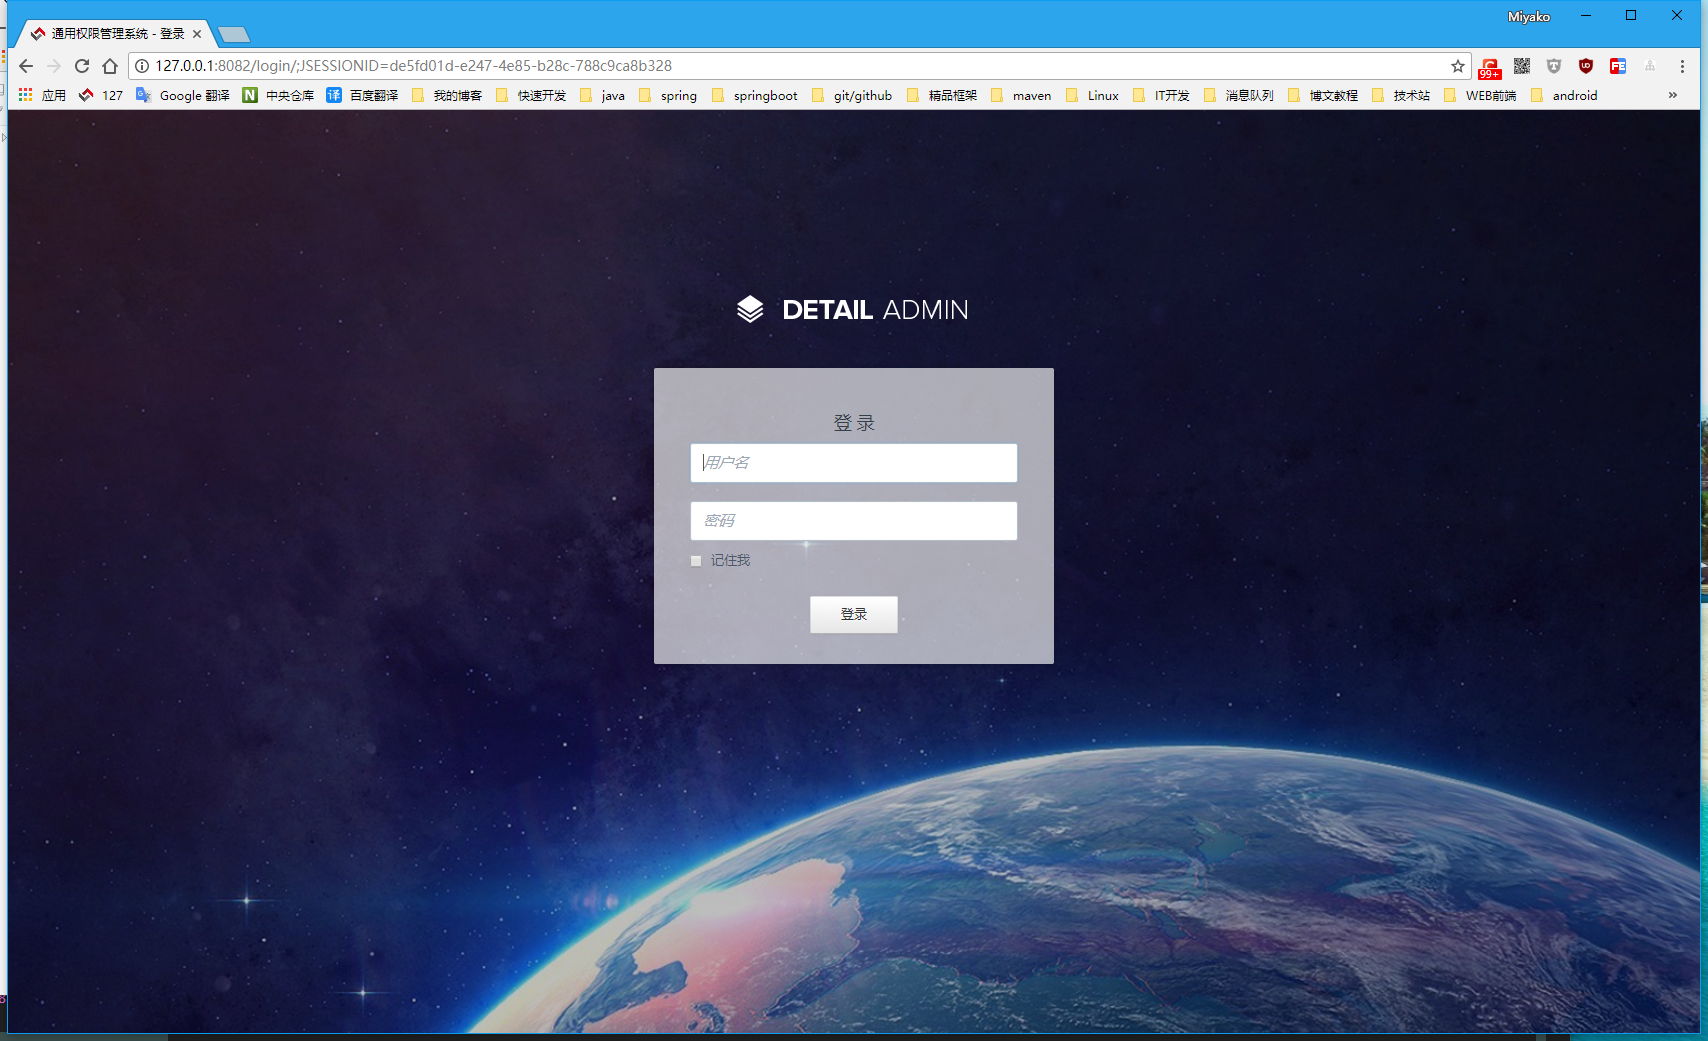 Miyako
通用权限管理系统 - 登录
127.0.0.1:8082/login/;JSESSIONID=de5fd01d-e247-4e85-b28c-788c9ca8b328
99+
应用 127 Google 翻译 N 中央仓库 译 百度翻译 我的博客 快速开发 java spring springboot git/github 精品框架 maven Linux IT开发 消息队列 博文教程 技术站 WEB前端 android »
DETAIL ADMIN
登 录
用户名
密码
记住我
登录